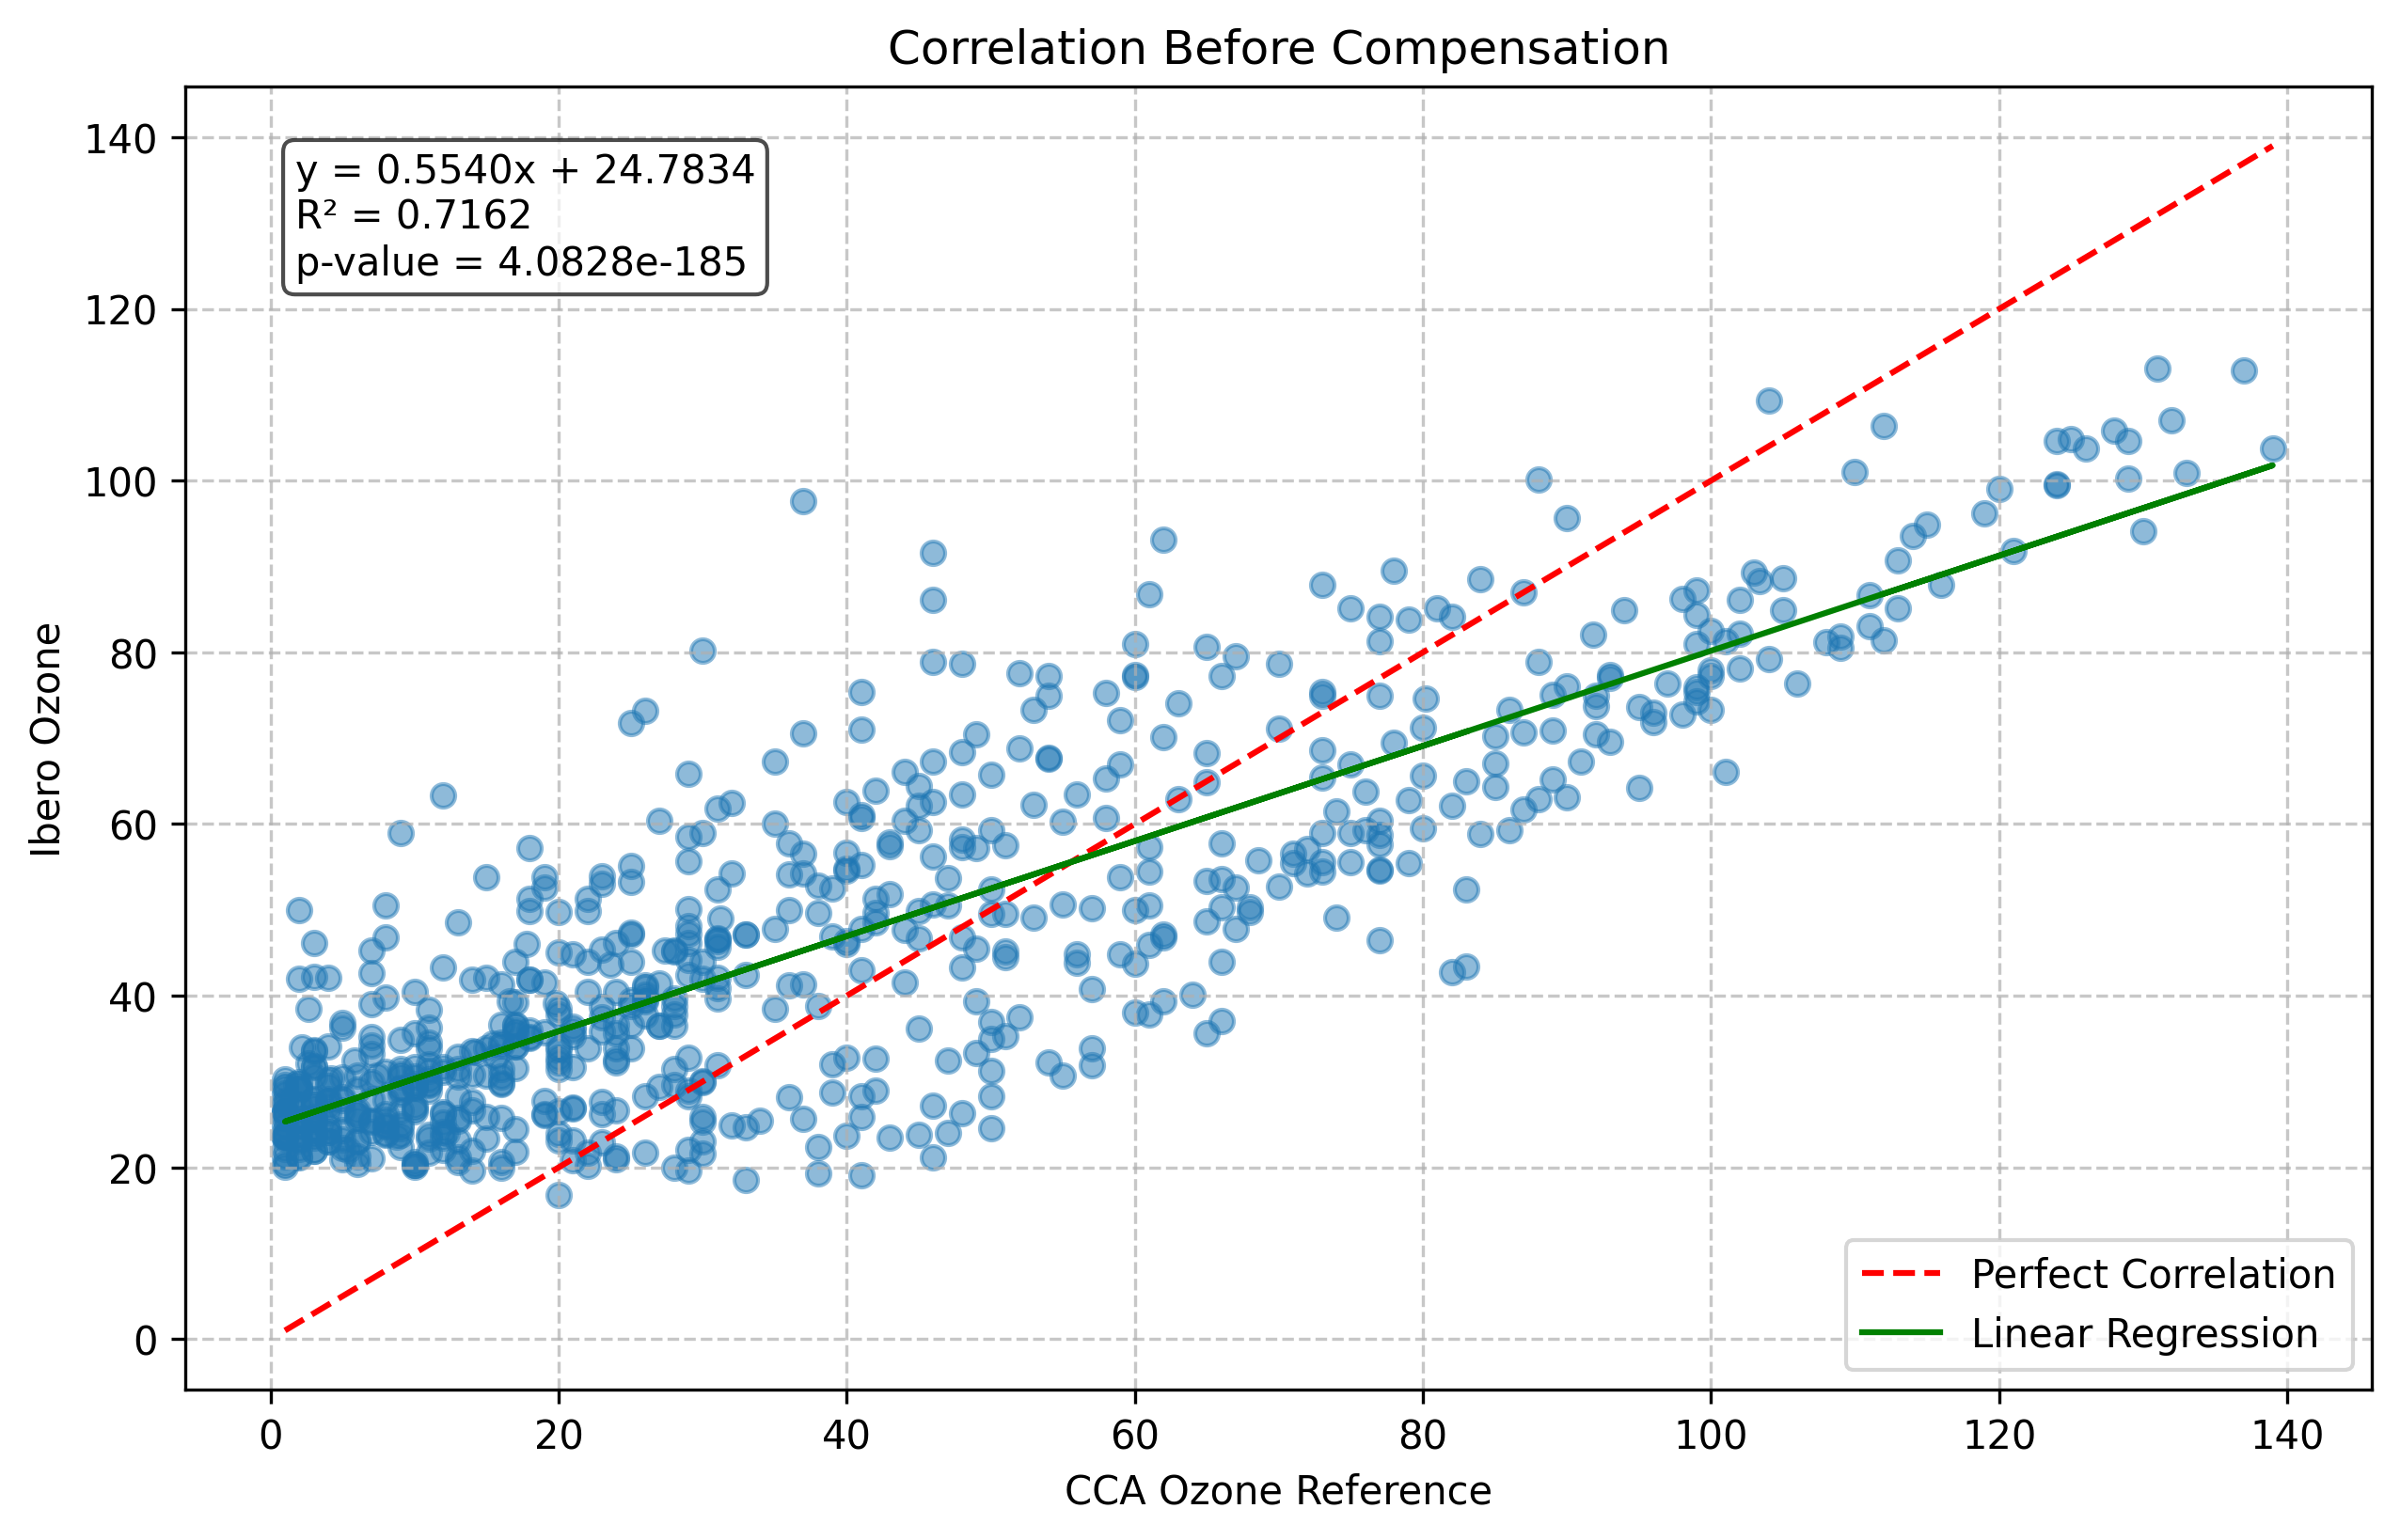 Correlation Before Compensation
y = 0.5540x + 24.7834
R² = 0.7162
p-value = 4.0828e-185
140
120
100
80
60
40
20
0
Ibero Ozone
Perfect Correlation
Linear Regression
0 20 40 60 80 100 120 140
CCA Ozone Reference